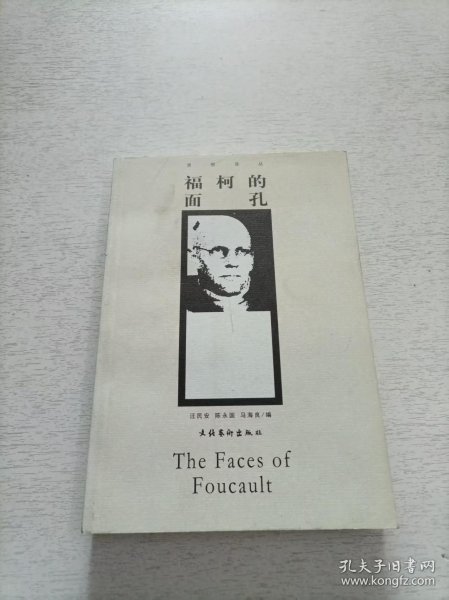 福柯的
面孔
汪民安 陈永国 马海良/编
文化艺术出版社
The Faces of
Foucault
孔夫子旧书网
www.kongfz.com